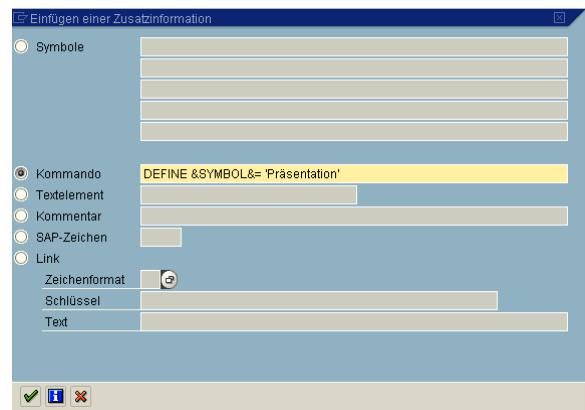 Einfügen einer Zusatzinformation
Symbole
Kommando DEFINE &SYMBOL&= 'Präsentation'
Textelement
Kommentar
SAP-Zeichen
Link
Zeichenformat
Schlüssel
Text